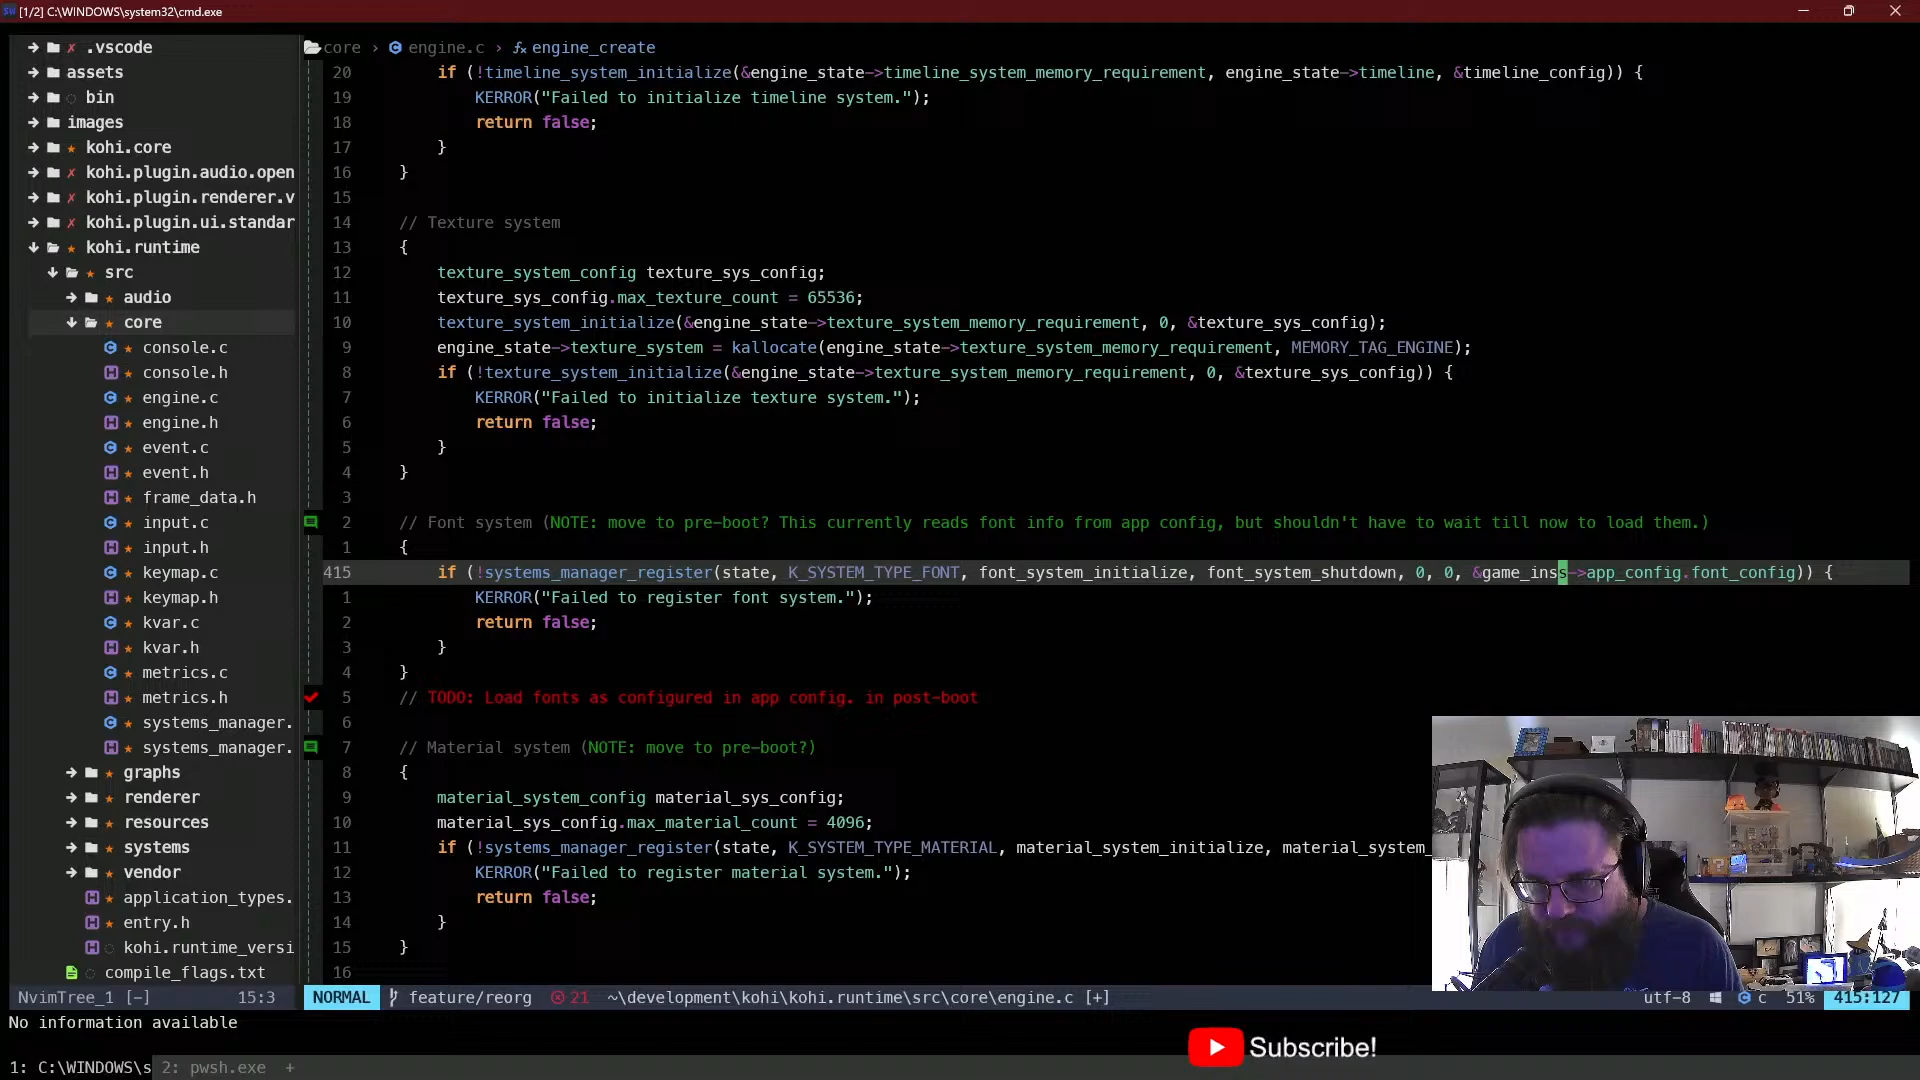 [1/2] C:\WINDOWS\system32\cmd.exe
.vscode
assets
bin
images
kohi.core
kohi.plugin.audio.open
kohi.plugin.renderer.v
kohi.plugin.ui.standar
kohi.runtime
src
audio
core
console.c
console.h
engine.c
engine.h
event.c
event.h
frame_data.h
input.c
input.h
keymap.c
keymap.h
kvar.c
kvar.h
metrics.c
metrics.h
systems_manager.
systems_manager.
graphs
renderer
resources
systems
vendor
application_types.
entry.h
kohi.runtime_versi
compile_flags.txt
NvimTree_1 [-] 15:3
core › engine.c › engine_create
20 if (!timeline_system_initialize(&engine_state->timeline_system_memory_requirement, engine_state->timeline, &timeline_config)) {
19 KERROR("Failed to initialize timeline system.");
18 return false;
17 }
16 }
15
14 // Texture system
13 {
12 texture_system_config texture_sys_config;
11 texture_sys_config.max_texture_count = 65536;
10 texture_system_initialize(&engine_state->texture_system_memory_requirement, 0, &texture_sys_config);
9 engine_state->texture_system = kallocate(engine_state->texture_system_memory_requirement, MEMORY_TAG_ENGINE);
8 if (!texture_system_initialize(&engine_state->texture_system_memory_requirement, 0, &texture_sys_config)) {
7 KERROR("Failed to initialize texture system.");
6 return false;
5 }
4 }
3
2 // Font system (NOTE: move to pre-boot? This currently reads font info from app config, but shouldn't have to wait till now to load them.)
1 {
415 if (!systems_manager_register(state, K_SYSTEM_TYPE_FONT, font_system_initialize, font_system_shutdown, 0, 0, &game_inss->app_config.font_config)) {
1 KERROR("Failed to register font system.");
2 return false;
3 }
4 }
5 // TODO: Load fonts as configured in app config. in post-boot
6
7 // Material system (NOTE: move to pre-boot?)
8 {
9 material_system_config material_sys_config;
10 material_sys_config.max_material_count = 4096;
11 if (!systems_manager_register(state, K_SYSTEM_TYPE_MATERIAL, material_system_initialize, material_system_
12 KERROR("Failed to register material system.");
13 return false;
14 }
15 }
16
NORMAL feature/reorg 21 ~\development\kohi\kohi.runtime\src\core\engine.c [+] utf-8 c 51% 415:127
No information available
Subscribe!
1: C:\WINDOWS\s 2: pwsh.exe +